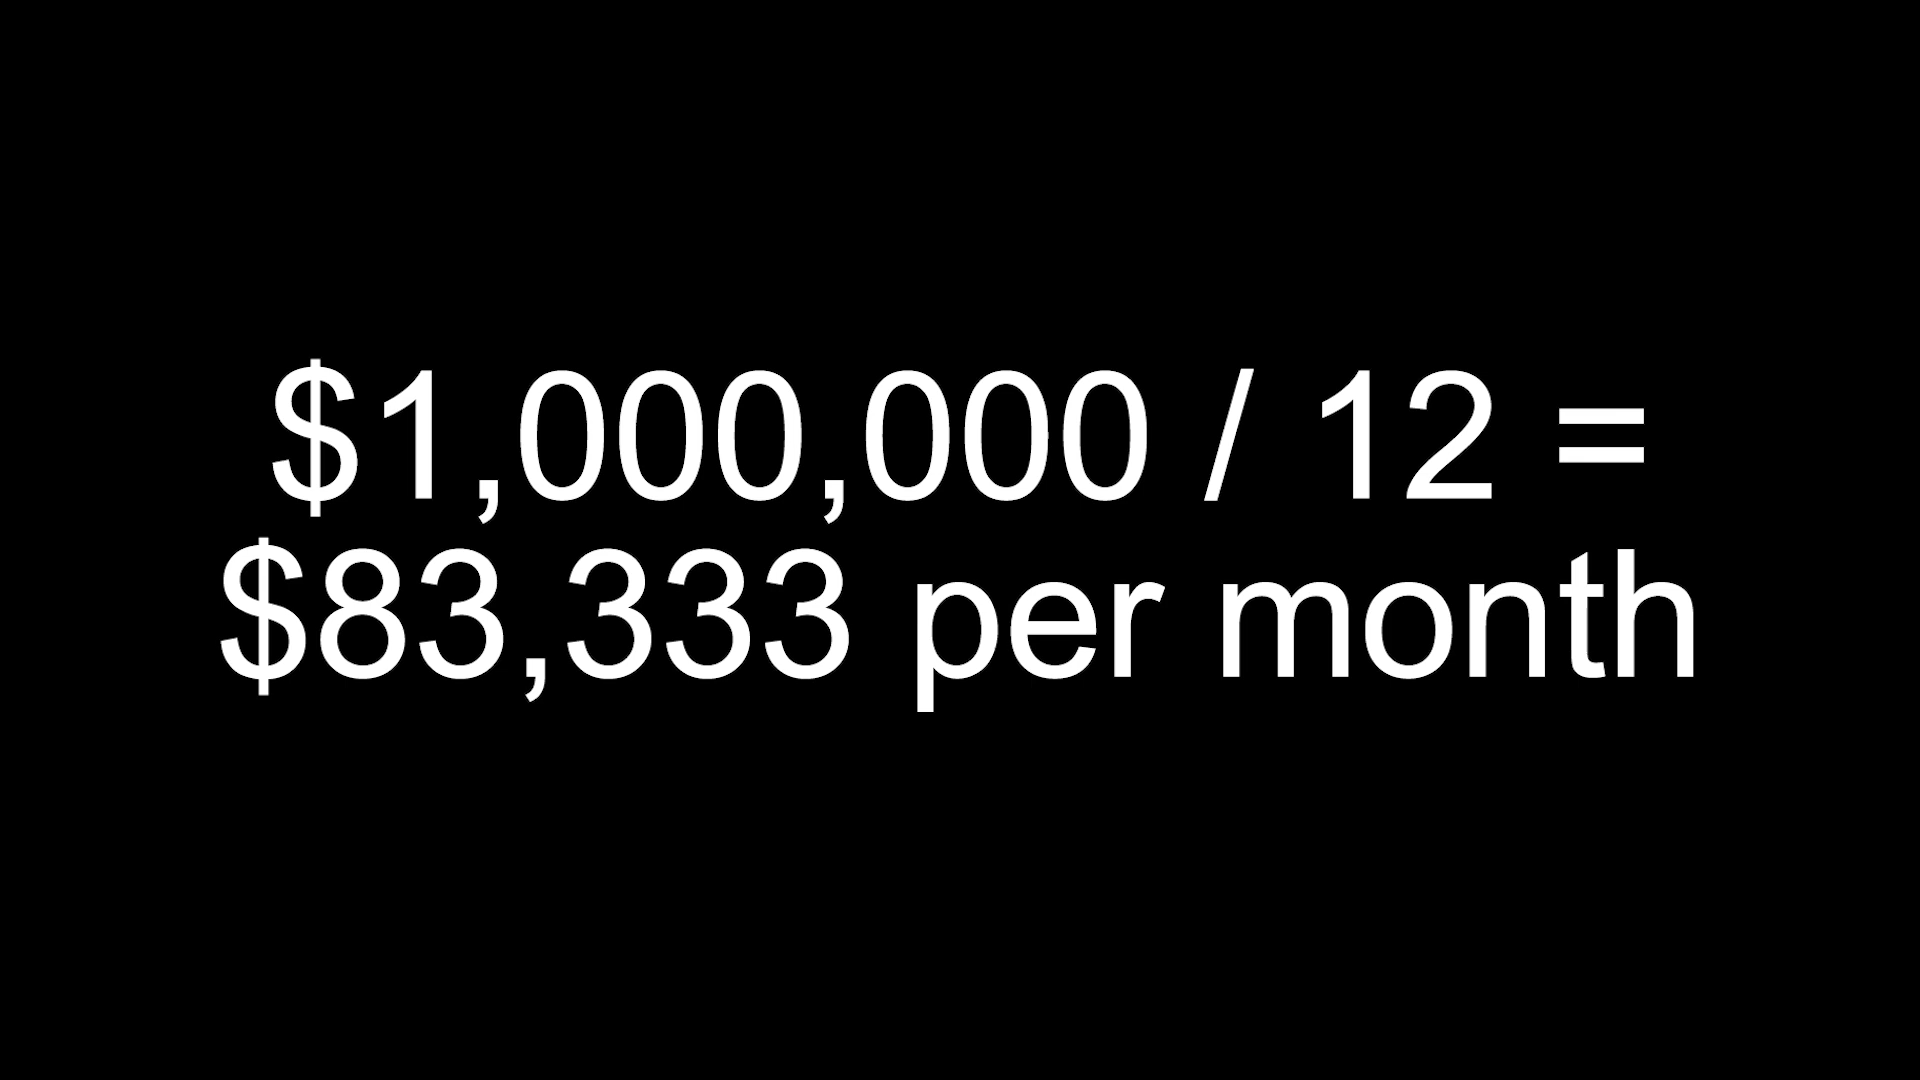 $1,000,000 / 12 =
$83,333 per month